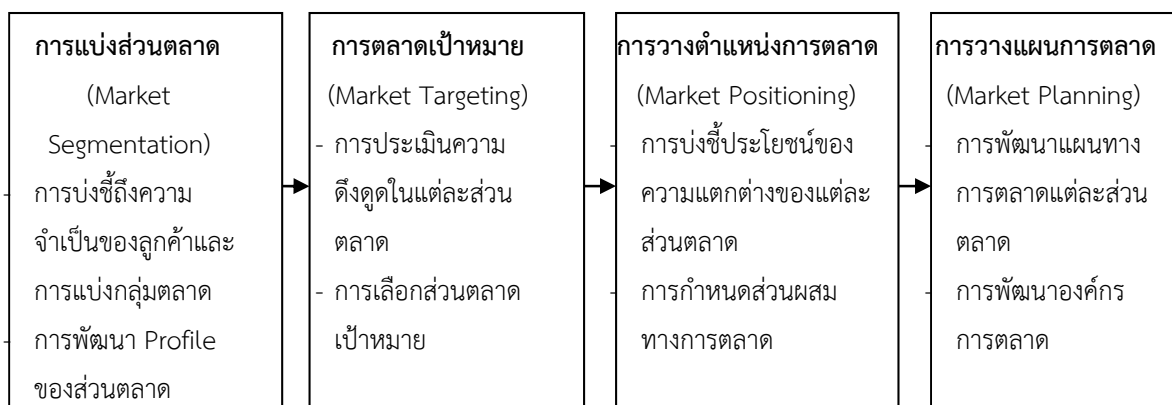 การแบ่งส่วนตลาด
(Market
Segmentation)
- การบ่งชี้ถึงความ
จำเป็นของลูกค้าและ
การแบ่งกลุ่มตลาด
- การพัฒนา Profile
ของส่วนตลาด
การตลาดเป้าหมาย
(Market Targeting)
- การประเมินความ
ดึงดูดในแต่ละส่วน
ตลาด
- การเลือกส่วนตลาด
เป้าหมาย
การวางตำแหน่งการตลาด
(Market Positioning)
- การบ่งชี้ประโยชน์ของ
ความแตกต่างของแต่ละ
ส่วนตลาด
- การกำหนดส่วนผสม
ทางการตลาด
การวางแผนการตลาด
(Market Planning)
- การพัฒนาแผนทาง
การตลาดแต่ละส่วน
ตลาด
- การพัฒนาองค์กร
การตลาด